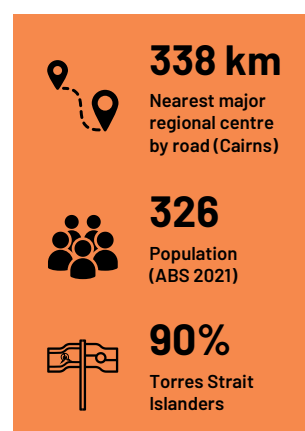 338 km
Nearest major
regional centre
by road (Cairns)
326
Population
(ABS 2021)
90%
Torres Strait
Islanders